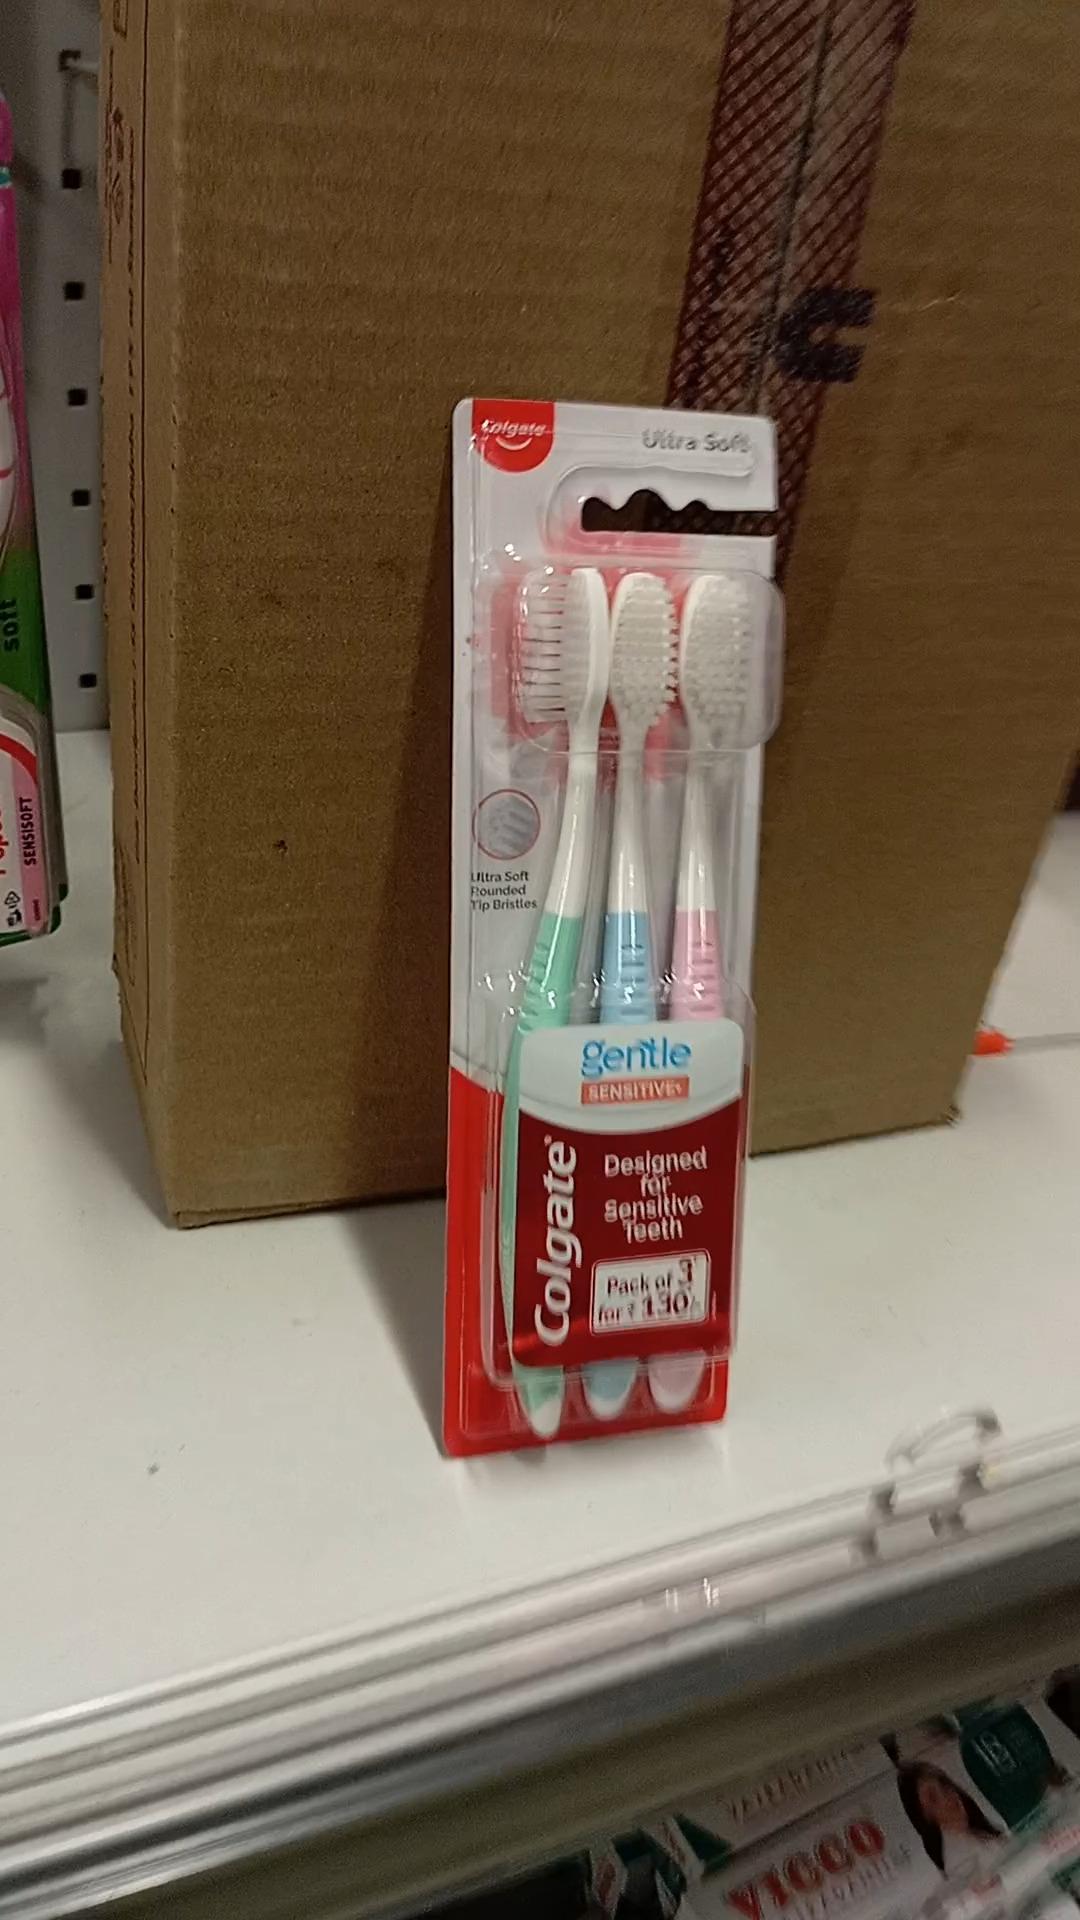 Colgate
Ultra Soft
Ultra Soft
Rounded
Tip Bristles
gentle
SENSITIVE
Colgate
Designed
for
Sensitive
Teeth
Pack of 3
for ₹ 130/-
soft
SENSISOFT
VICCO